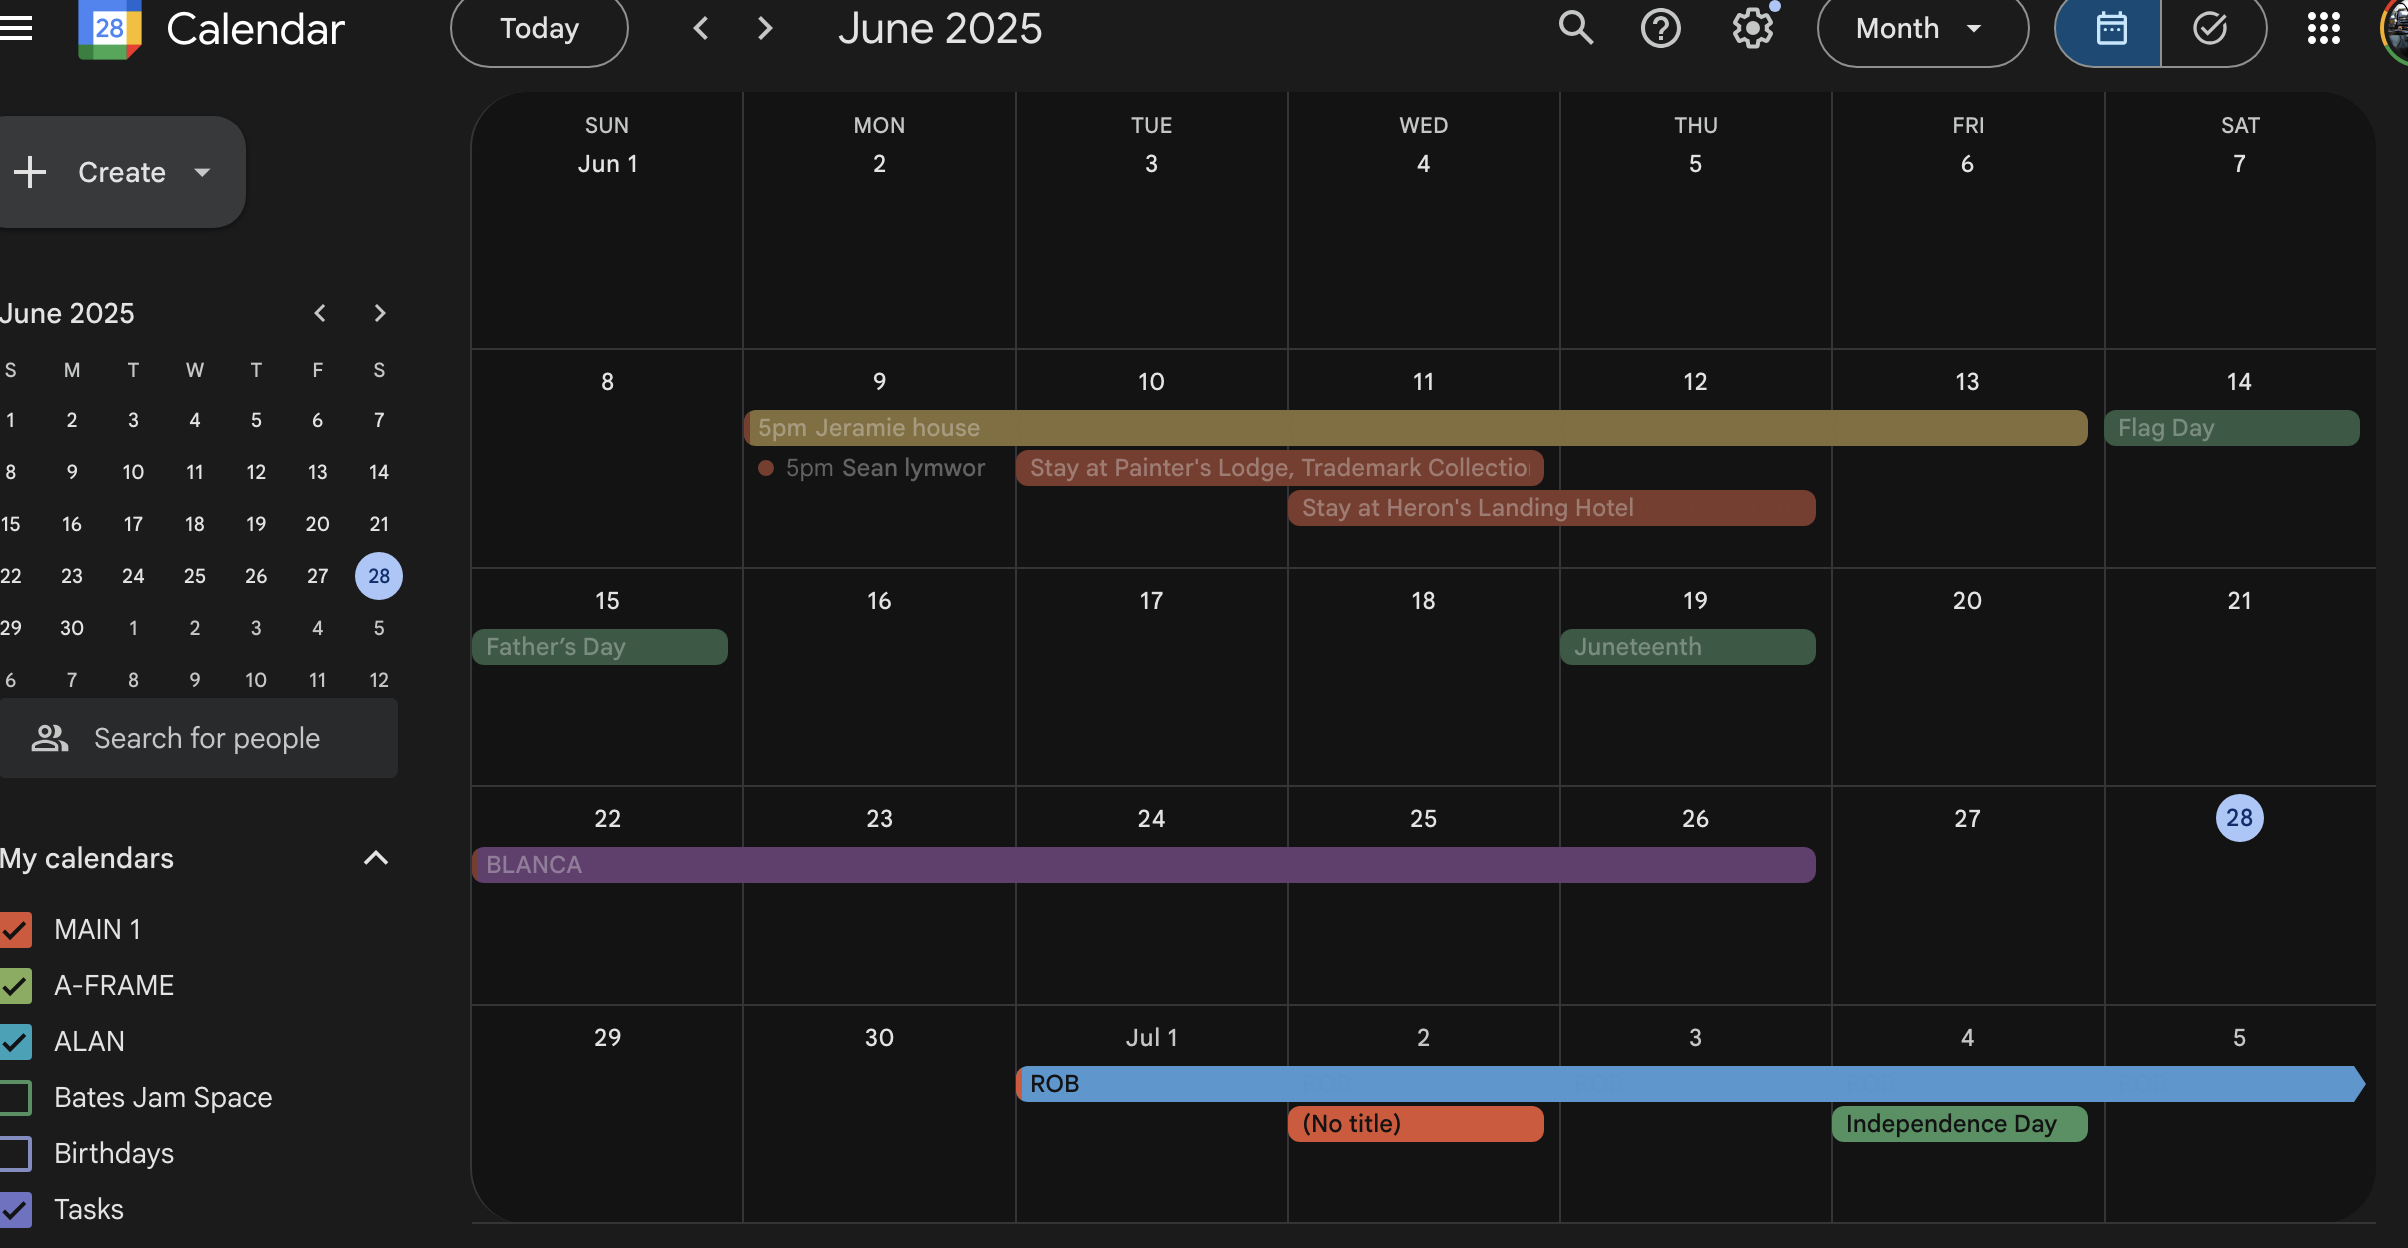 28 Calendar Today June 2025 Month
Create
June 2025
S M T W T F S
1 2 3 4 5 6 7
8 9 10 11 12 13 14
15 16 17 18 19 20 21
22 23 24 25 26 27 28
29 30 1 2 3 4 5
6 7 8 9 10 11 12
Search for people
My calendars
MAIN 1
A-FRAME
ALAN
Bates Jam Space
Birthdays
Tasks
SUN MON TUE WED THU FRI SAT
Jun 1 2 3 4 5 6 7
8 9 10 11 12 13 14
5pm Jeramie house Flag Day
5pm Sean lymwor Stay at Painter's Lodge, Trademark Collectio
Stay at Heron's Landing Hotel
15 16 17 18 19 20 21
Father's Day Juneteenth
22 23 24 25 26 27 28
BLANCA
29 30 Jul 1 2 3 4 5
ROB
(No title) Independence Day